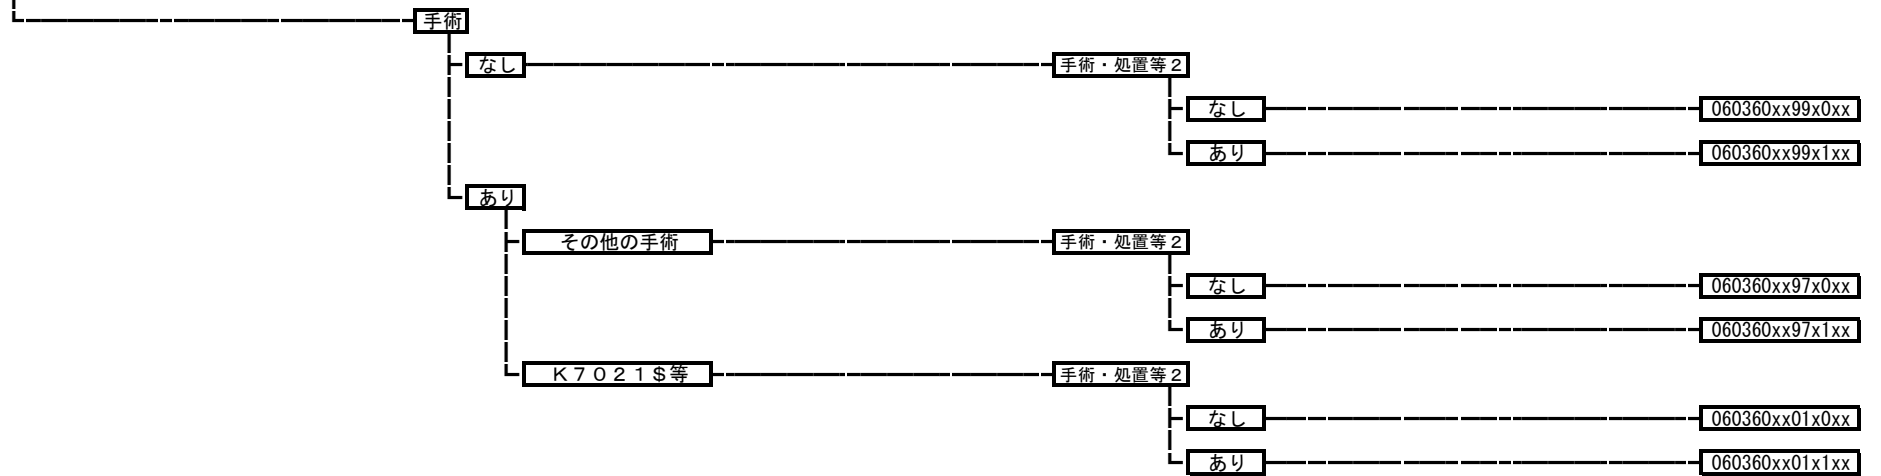 手術
なし 手術・処置等２
なし 060360xx99x0xx
あり 060360xx99x1xx
あり
その他の手術 手術・処置等２
なし 060360xx97x0xx
あり 060360xx97x1xx
Ｋ７０２１＄等 手術・処置等２
なし 060360xx01x0xx
あり 060360xx01x1xx